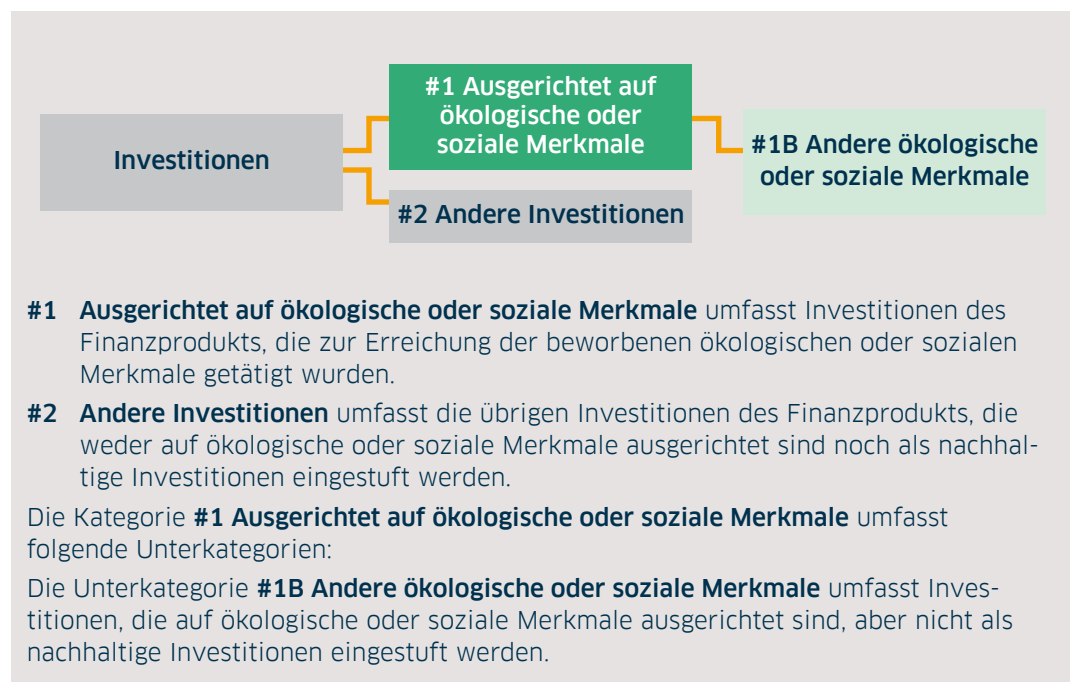 #1 Ausgerichtet auf
ökologische oder
soziale Merkmale
Investitionen
#1B Andere ökologische
oder soziale Merkmale
#2 Andere Investitionen
#1 Ausgerichtet auf ökologische oder soziale Merkmale umfasst Investitionen des
Finanzprodukts, die zur Erreichung der beworbenen ökologischen oder sozialen
Merkmale getätigt wurden.
#2 Andere Investitionen umfasst die übrigen Investitionen des Finanzprodukts, die
weder auf ökologische oder soziale Merkmale ausgerichtet sind noch als nachhal-
tige Investitionen eingestuft werden.
Die Kategorie #1 Ausgerichtet auf ökologische oder soziale Merkmale umfasst
folgende Unterkategorien:
Die Unterkategorie #1B Andere ökologische oder soziale Merkmale umfasst Inves-
titionen, die auf ökologische oder soziale Merkmale ausgerichtet sind, aber nicht als
nachhaltige Investitionen eingestuft werden.